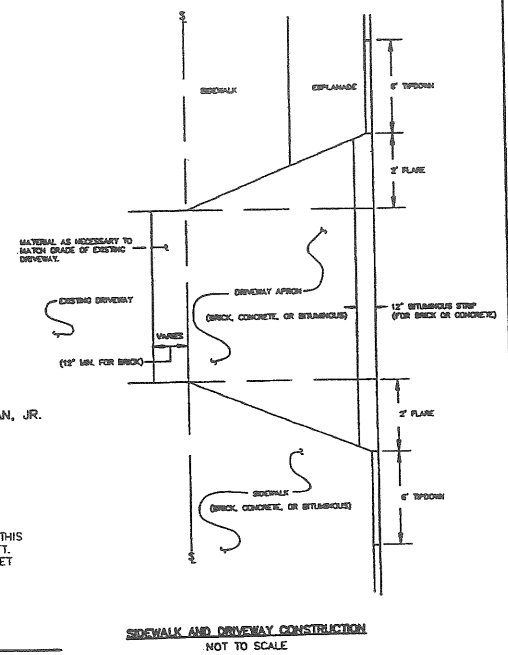 SIDEWALK
ESPLANADE
6' TIPDOWN
2' FLARE
MATERIAL AS NECESSARY TO
MATCH GRADE OF EXISTING
DRIVEWAY.
EXISTING DRIVEWAY
VARIES
(12" MIN. FOR BRICK)
DRIVEWAY APRON
(BRICK, CONCRETE, OR BITUMINOUS)
12" BITUMINOUS STRIP
(FOR BRICK OR CONCRETE)
2' FLARE
AN, JR.
SIDEWALK
(BRICK, CONCRETE, OR BITUMINOUS)
6' TIPDOWN
THIS
T.
ET
SIDEWALK AND DRIVEWAY CONSTRUCTION
NOT TO SCALE